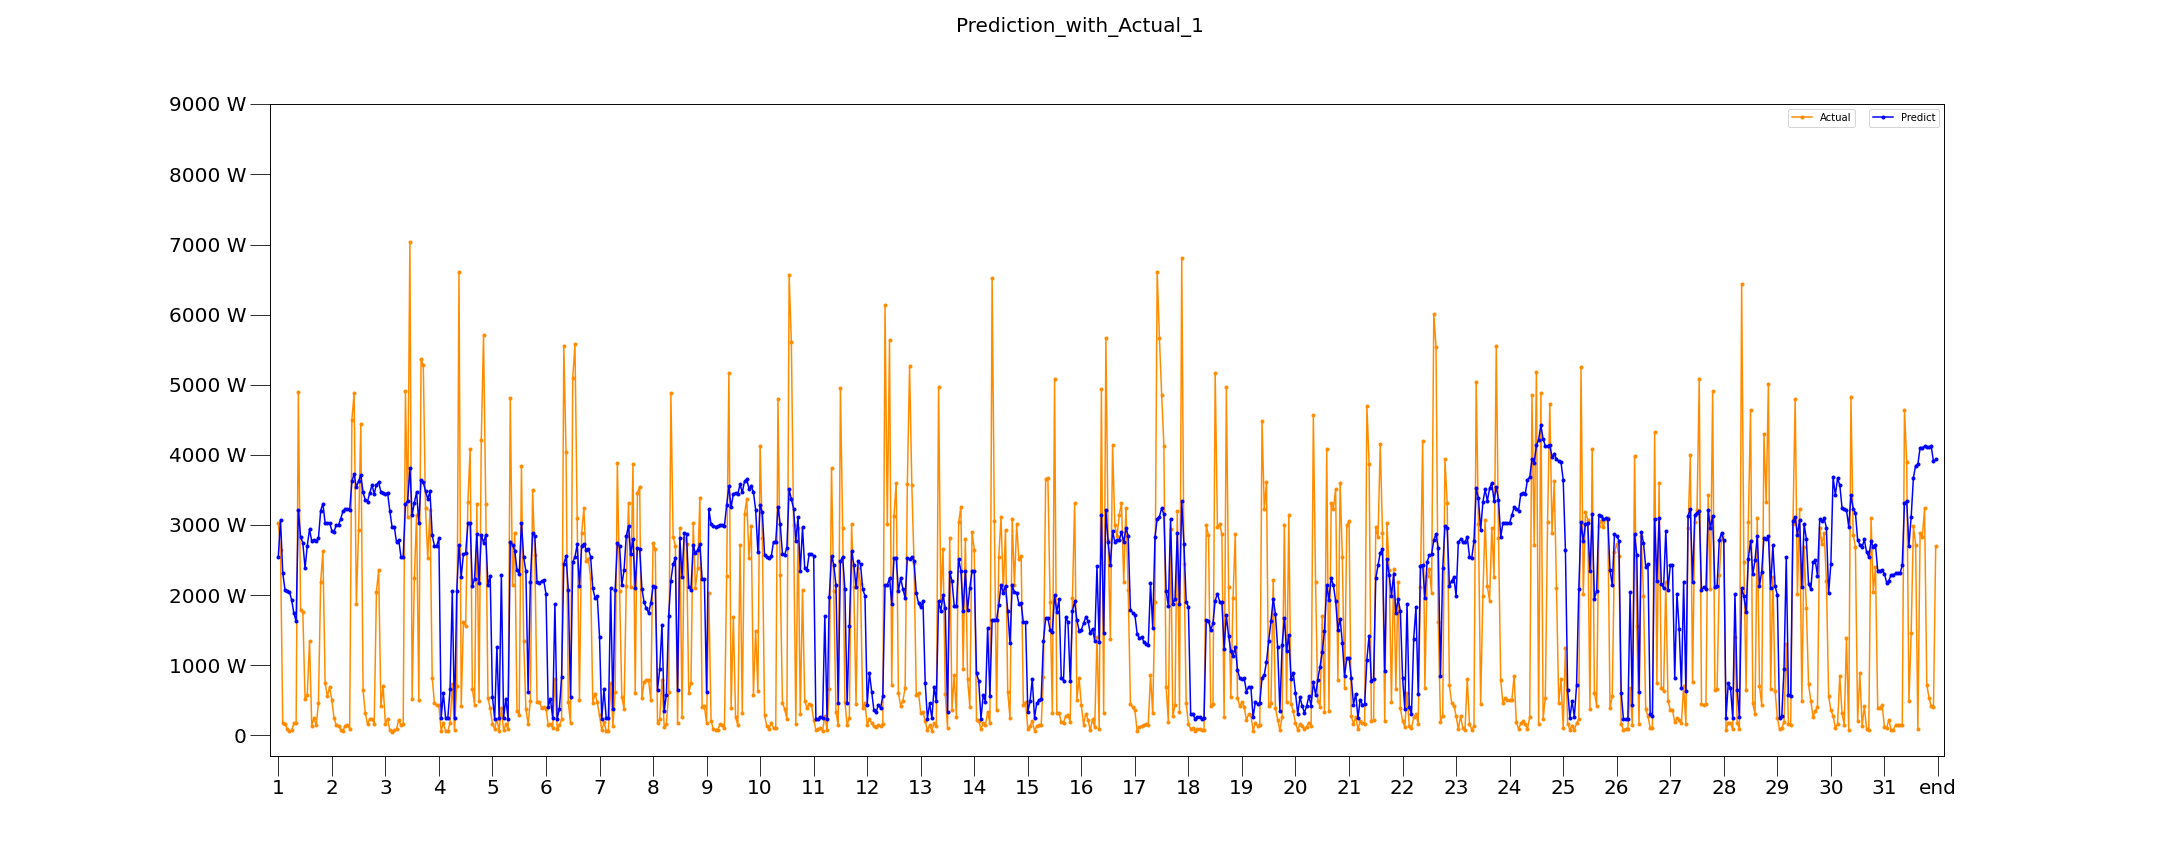 Prediction_with_Actual_1
Actual Predict
9000 W
8000 W
7000 W
6000 W
5000 W
4000 W
3000 W
2000 W
1000 W
0
1 2 3 4 5 6 7 8 9 10 11 12 13 14 15 16 17 18 19 20 21 22 23 24 25 26 27 28 29 30 31 end